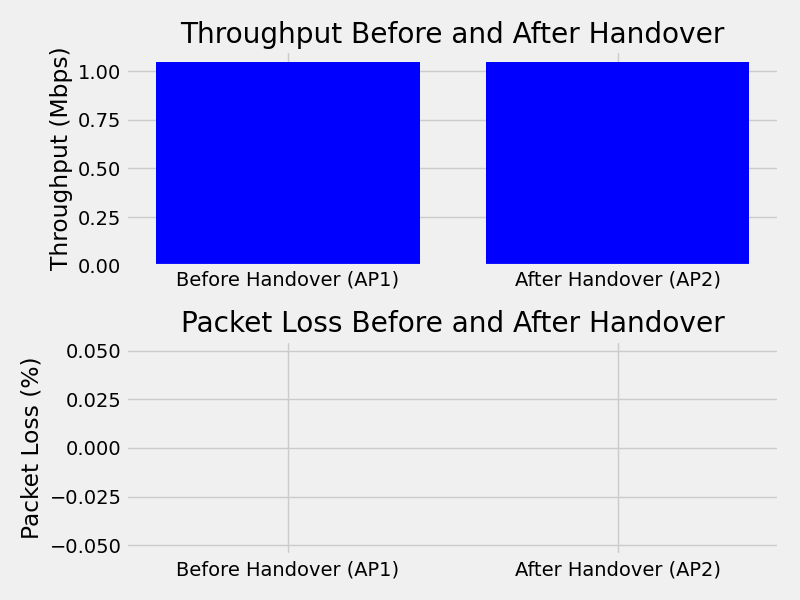 Throughput Before and After Handover
Throughput (Mbps)
1.00
0.75
0.50
0.25
0.00
Before Handover (AP1)
After Handover (AP2)
Packet Loss Before and After Handover
Packet Loss (%)
0.050
0.025
0.000
−0.025
−0.050
Before Handover (AP1)
After Handover (AP2)